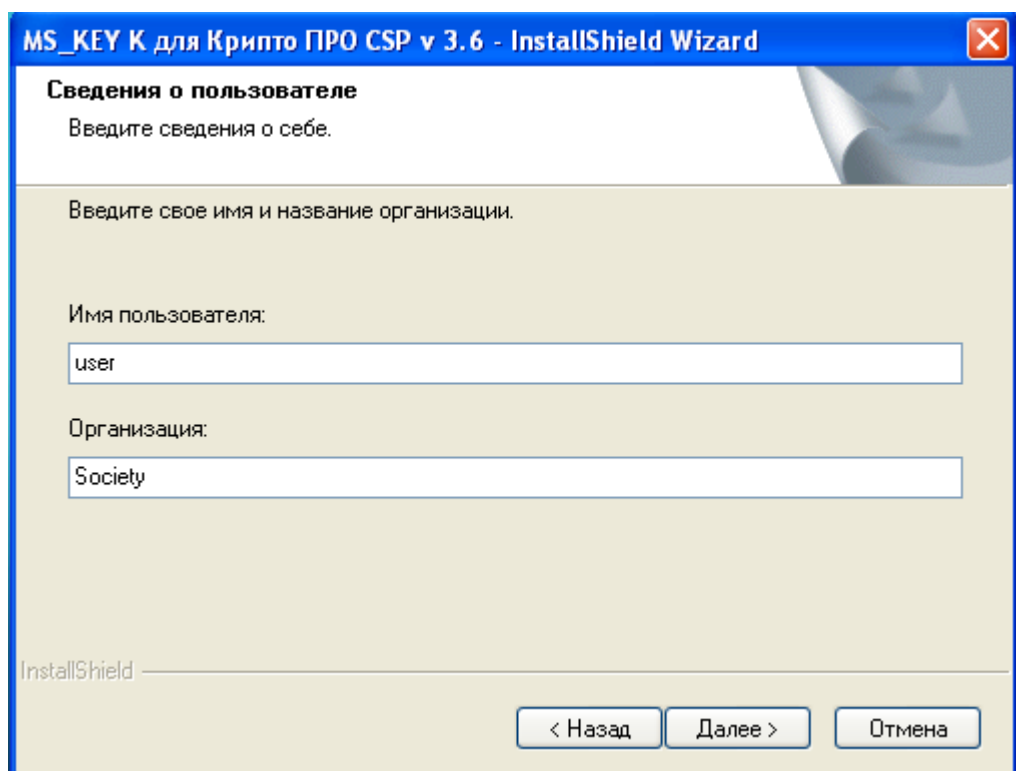 MS_KEY K для Крипто ПРО CSP v 3.6 - InstallShield Wizard
Сведения о пользователе
Введите сведения о себе.
Введите свое имя и название организации.
Имя пользователя:
user
Организация:
Society
InstallShield
< Назад Далее > Отмена